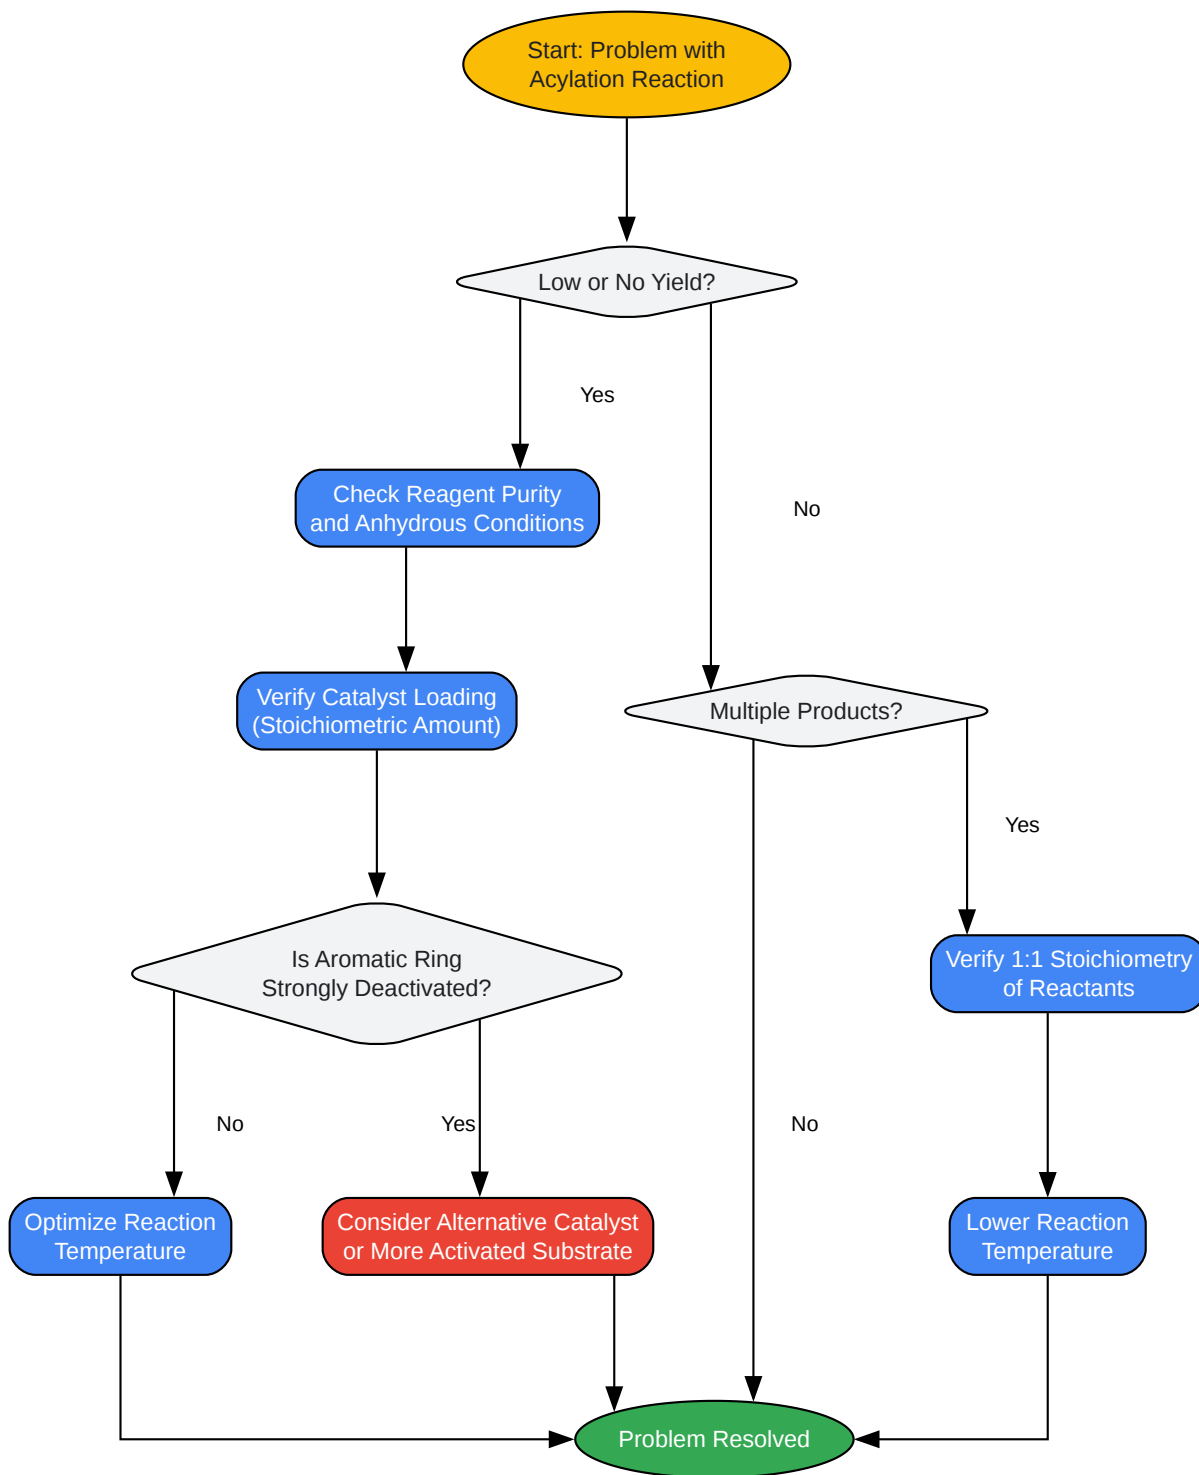 Start: Problem with
Acylation Reaction
Low or No Yield?
Yes
Check Reagent Purity
and Anhydrous Conditions
No
Verify Catalyst Loading
(Stoichiometric Amount)
Multiple Products?
Yes
Is Aromatic Ring
Strongly Deactivated?
Verify 1:1 Stoichiometry
of Reactants
No
Yes
No
Optimize Reaction
Temperature
Consider Alternative Catalyst
or More Activated Substrate
Lower Reaction
Temperature
Problem Resolved